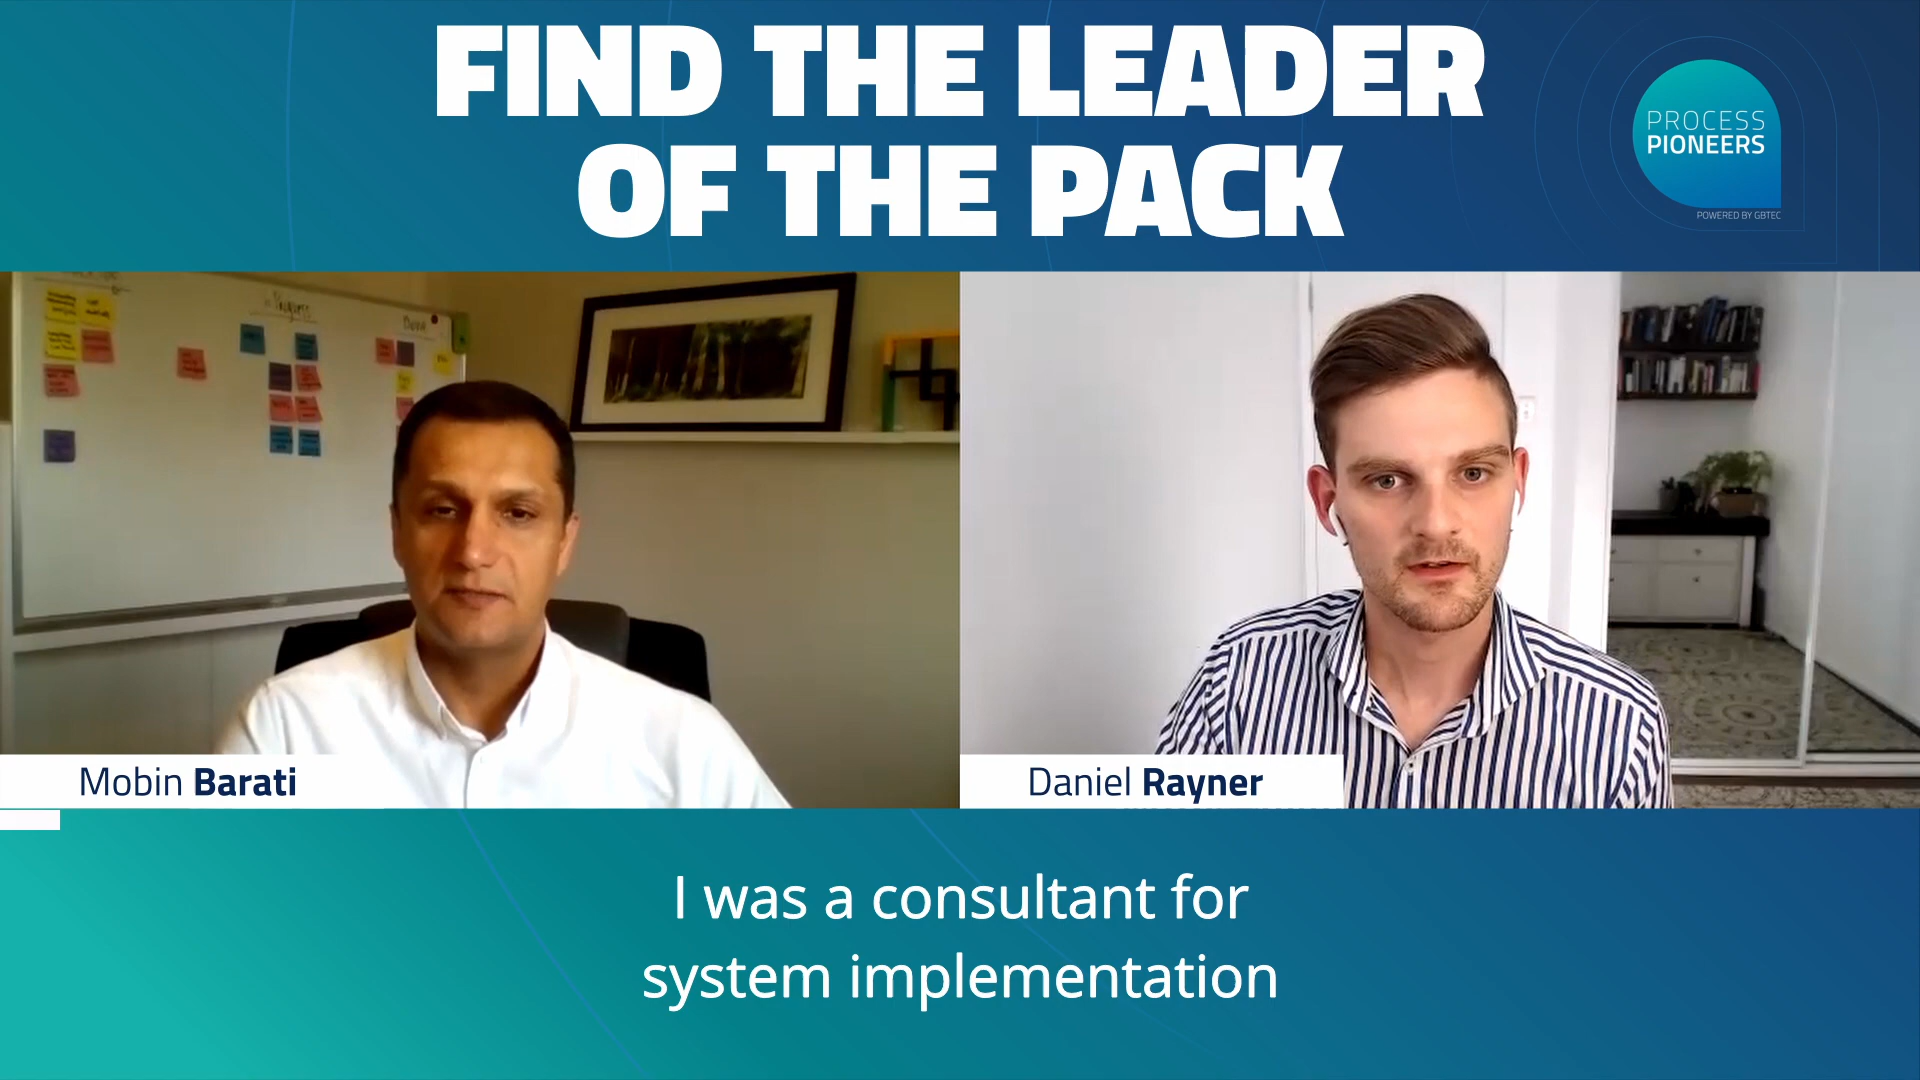 FIND THE LEADER
OF THE PACK
PROCESS
PIONEERS
POWERED BY GBTEC
Done
Mobin Barati
Daniel Rayner
I was a consultant for
system implementation